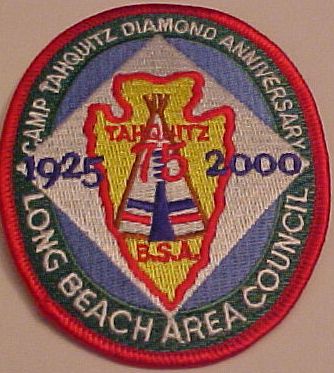 CAMP TAHQUITZ DIAMOND ANNIVERSARY
TAHQUITZ
1925 75 2000
B.S.A.
LONG BEACH AREA COUNCIL